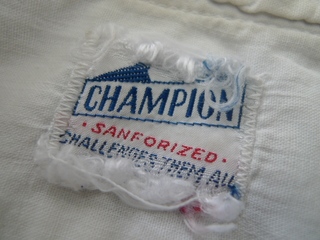 CHAMPION
· SANFORIZED ·
CHALLENGES THEM ALL